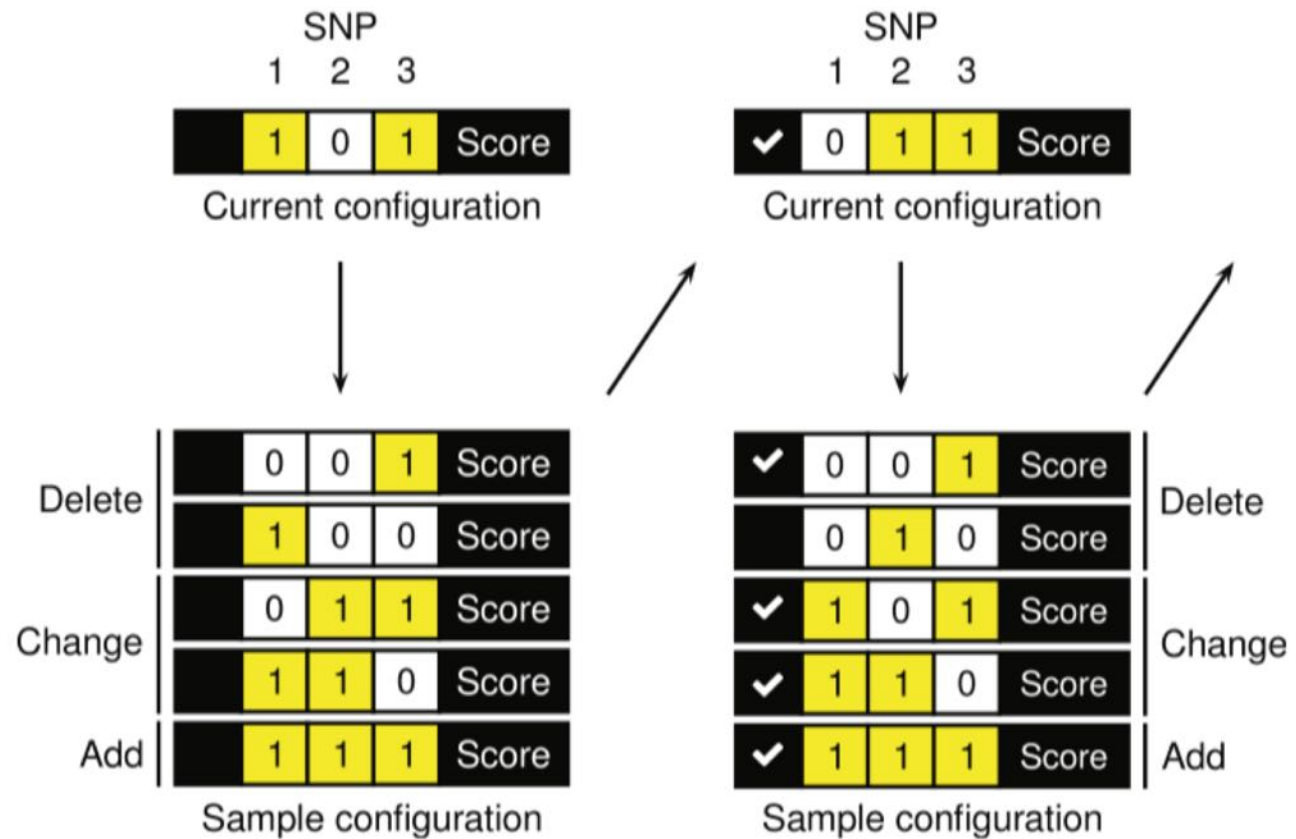 SNP
1 2 3
1 0 1 Score
Current configuration
Delete
0 0 1 Score
1 0 0 Score
Change
0 1 1 Score
1 1 0 Score
Add
1 1 1 Score
Sample configuration
SNP
1 2 3
✓ 0 1 1 Score
Current configuration
✓ 0 0 1 Score
0 1 0 Score
Delete
✓ 1 0 1 Score
✓ 1 1 0 Score
Change
✓ 1 1 1 Score
Add
Sample configuration